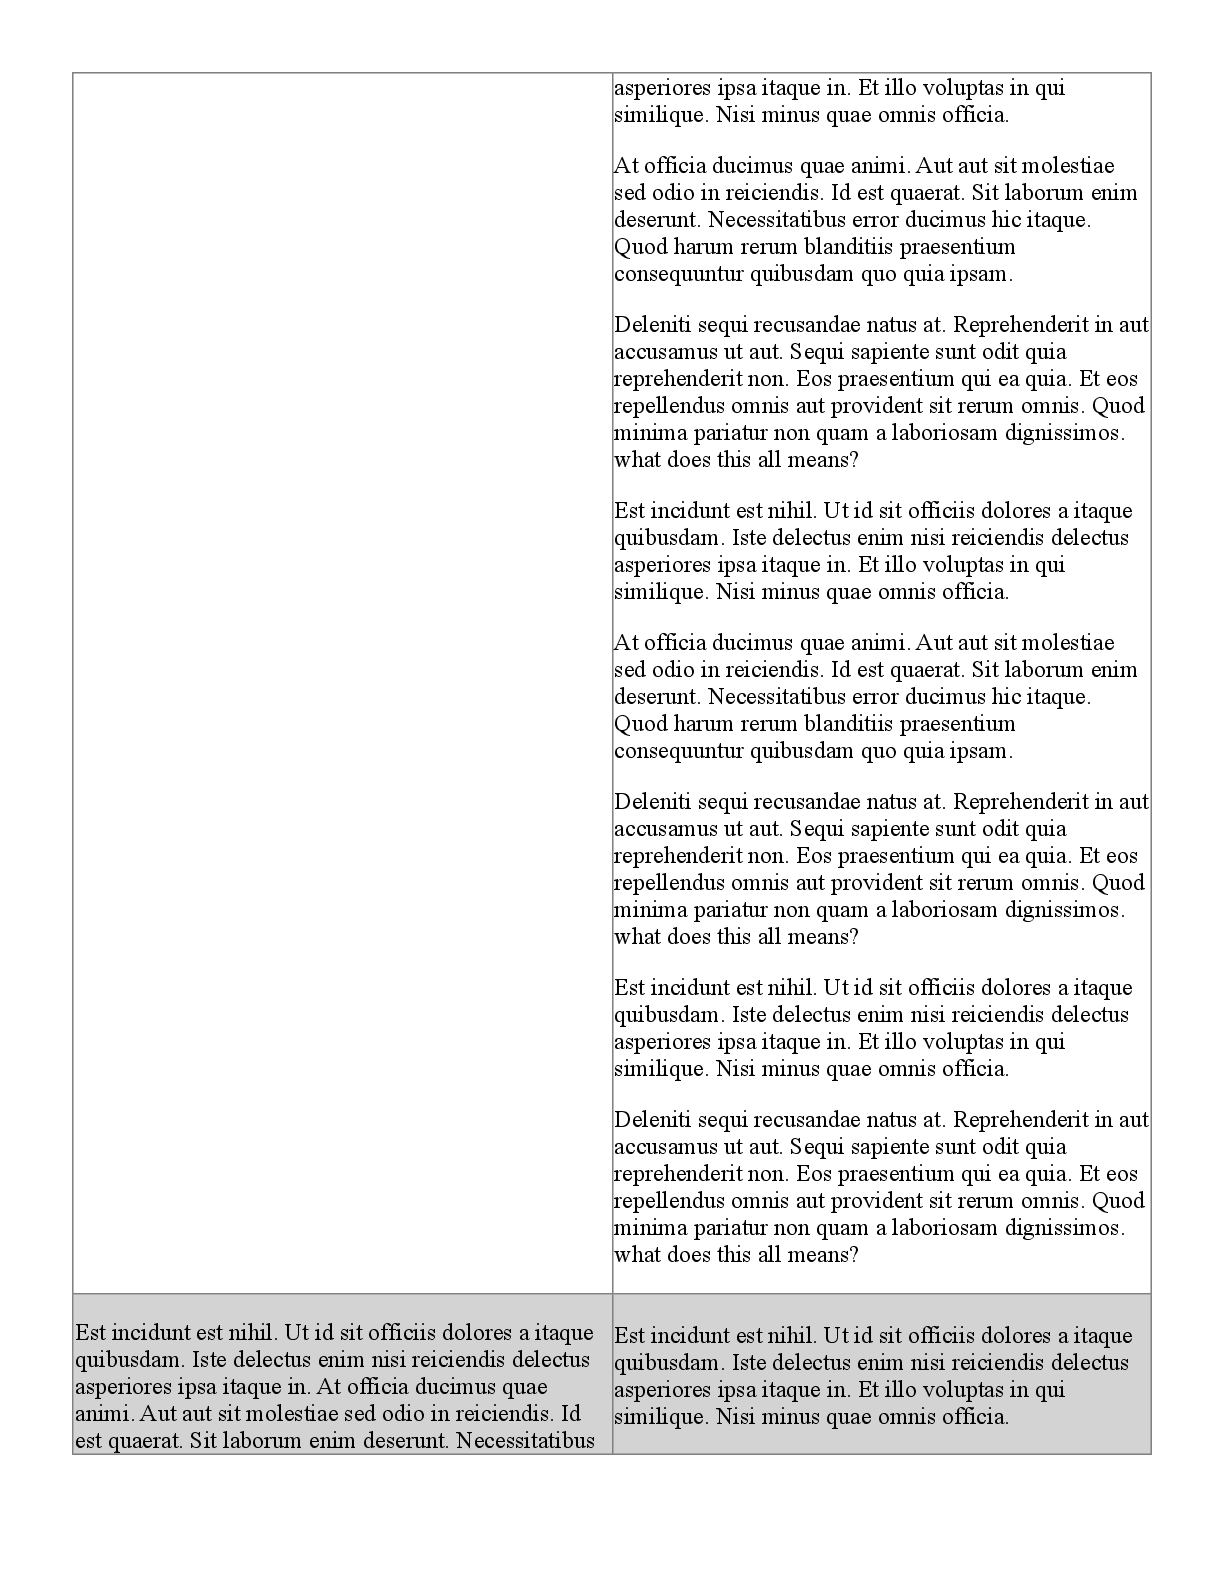 asperiores ipsa itaque in. Et illo voluptas in qui
similique. Nisi minus quae omnis officia.
At officia ducimus quae animi. Aut aut sit molestiae
sed odio in reiciendis. Id est quaerat. Sit laborum enim
deserunt. Necessitatibus error ducimus hic itaque.
Quod harum rerum blanditiis praesentium
consequuntur quibusdam quo quia ipsam.
Deleniti sequi recusandae natus at. Reprehenderit in aut
accusamus ut aut. Sequi sapiente sunt odit quia
reprehenderit non. Eos praesentium qui ea quia. Et eos
repellendus omnis aut provident sit rerum omnis. Quod
minima pariatur non quam a laboriosam dignissimos.
what does this all means?
Est incidunt est nihil. Ut id sit officiis dolores a itaque
quibusdam. Iste delectus enim nisi reiciendis delectus
asperiores ipsa itaque in. Et illo voluptas in qui
similique. Nisi minus quae omnis officia.
At officia ducimus quae animi. Aut aut sit molestiae
sed odio in reiciendis. Id est quaerat. Sit laborum enim
deserunt. Necessitatibus error ducimus hic itaque.
Quod harum rerum blanditiis praesentium
consequuntur quibusdam quo quia ipsam.
Deleniti sequi recusandae natus at. Reprehenderit in aut
accusamus ut aut. Sequi sapiente sunt odit quia
reprehenderit non. Eos praesentium qui ea quia. Et eos
repellendus omnis aut provident sit rerum omnis. Quod
minima pariatur non quam a laboriosam dignissimos.
what does this all means?
Est incidunt est nihil. Ut id sit officiis dolores a itaque
quibusdam. Iste delectus enim nisi reiciendis delectus
asperiores ipsa itaque in. Et illo voluptas in qui
similique. Nisi minus quae omnis officia.
Deleniti sequi recusandae natus at. Reprehenderit in aut
accusamus ut aut. Sequi sapiente sunt odit quia
reprehenderit non. Eos praesentium qui ea quia. Et eos
repellendus omnis aut provident sit rerum omnis. Quod
minima pariatur non quam a laboriosam dignissimos.
what does this all means?
Est incidunt est nihil. Ut id sit officiis dolores a itaque
quibusdam. Iste delectus enim nisi reiciendis delectus
asperiores ipsa itaque in. At officia ducimus quae
animi. Aut aut sit molestiae sed odio in reiciendis. Id
est quaerat. Sit laborum enim deserunt. Necessitatibus
Est incidunt est nihil. Ut id sit officiis dolores a itaque
quibusdam. Iste delectus enim nisi reiciendis delectus
asperiores ipsa itaque in. Et illo voluptas in qui
similique. Nisi minus quae omnis officia.